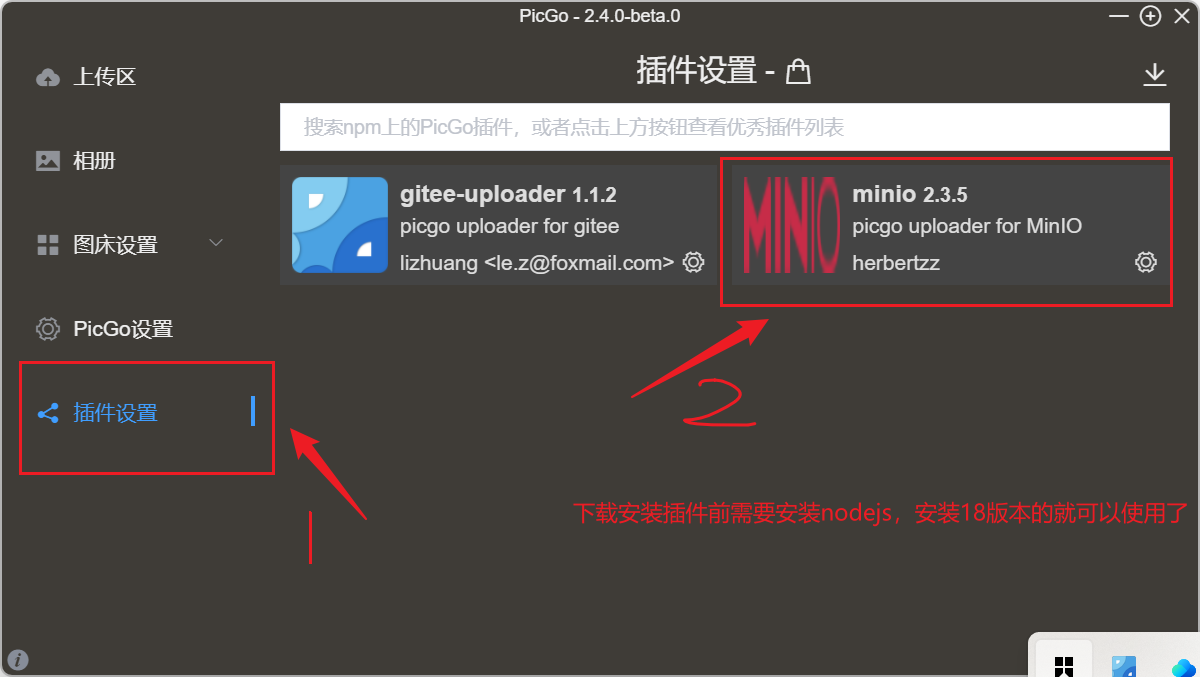 PicGo - 2.4.0-beta.0
上传区
相册
图床设置
PicGo设置
插件设置
插件设置 -
搜索npm上的PicGo插件，或者点击上方按钮查看优秀插件列表
gitee-uploader 1.1.2
picgo uploader for gitee
lizhuang <le.z@foxmail.com>
MINIO
minio 2.3.5
picgo uploader for MinIO
herbertzz
1
2
下载安装插件前需要安装nodejs，安装18版本的就可以使用了